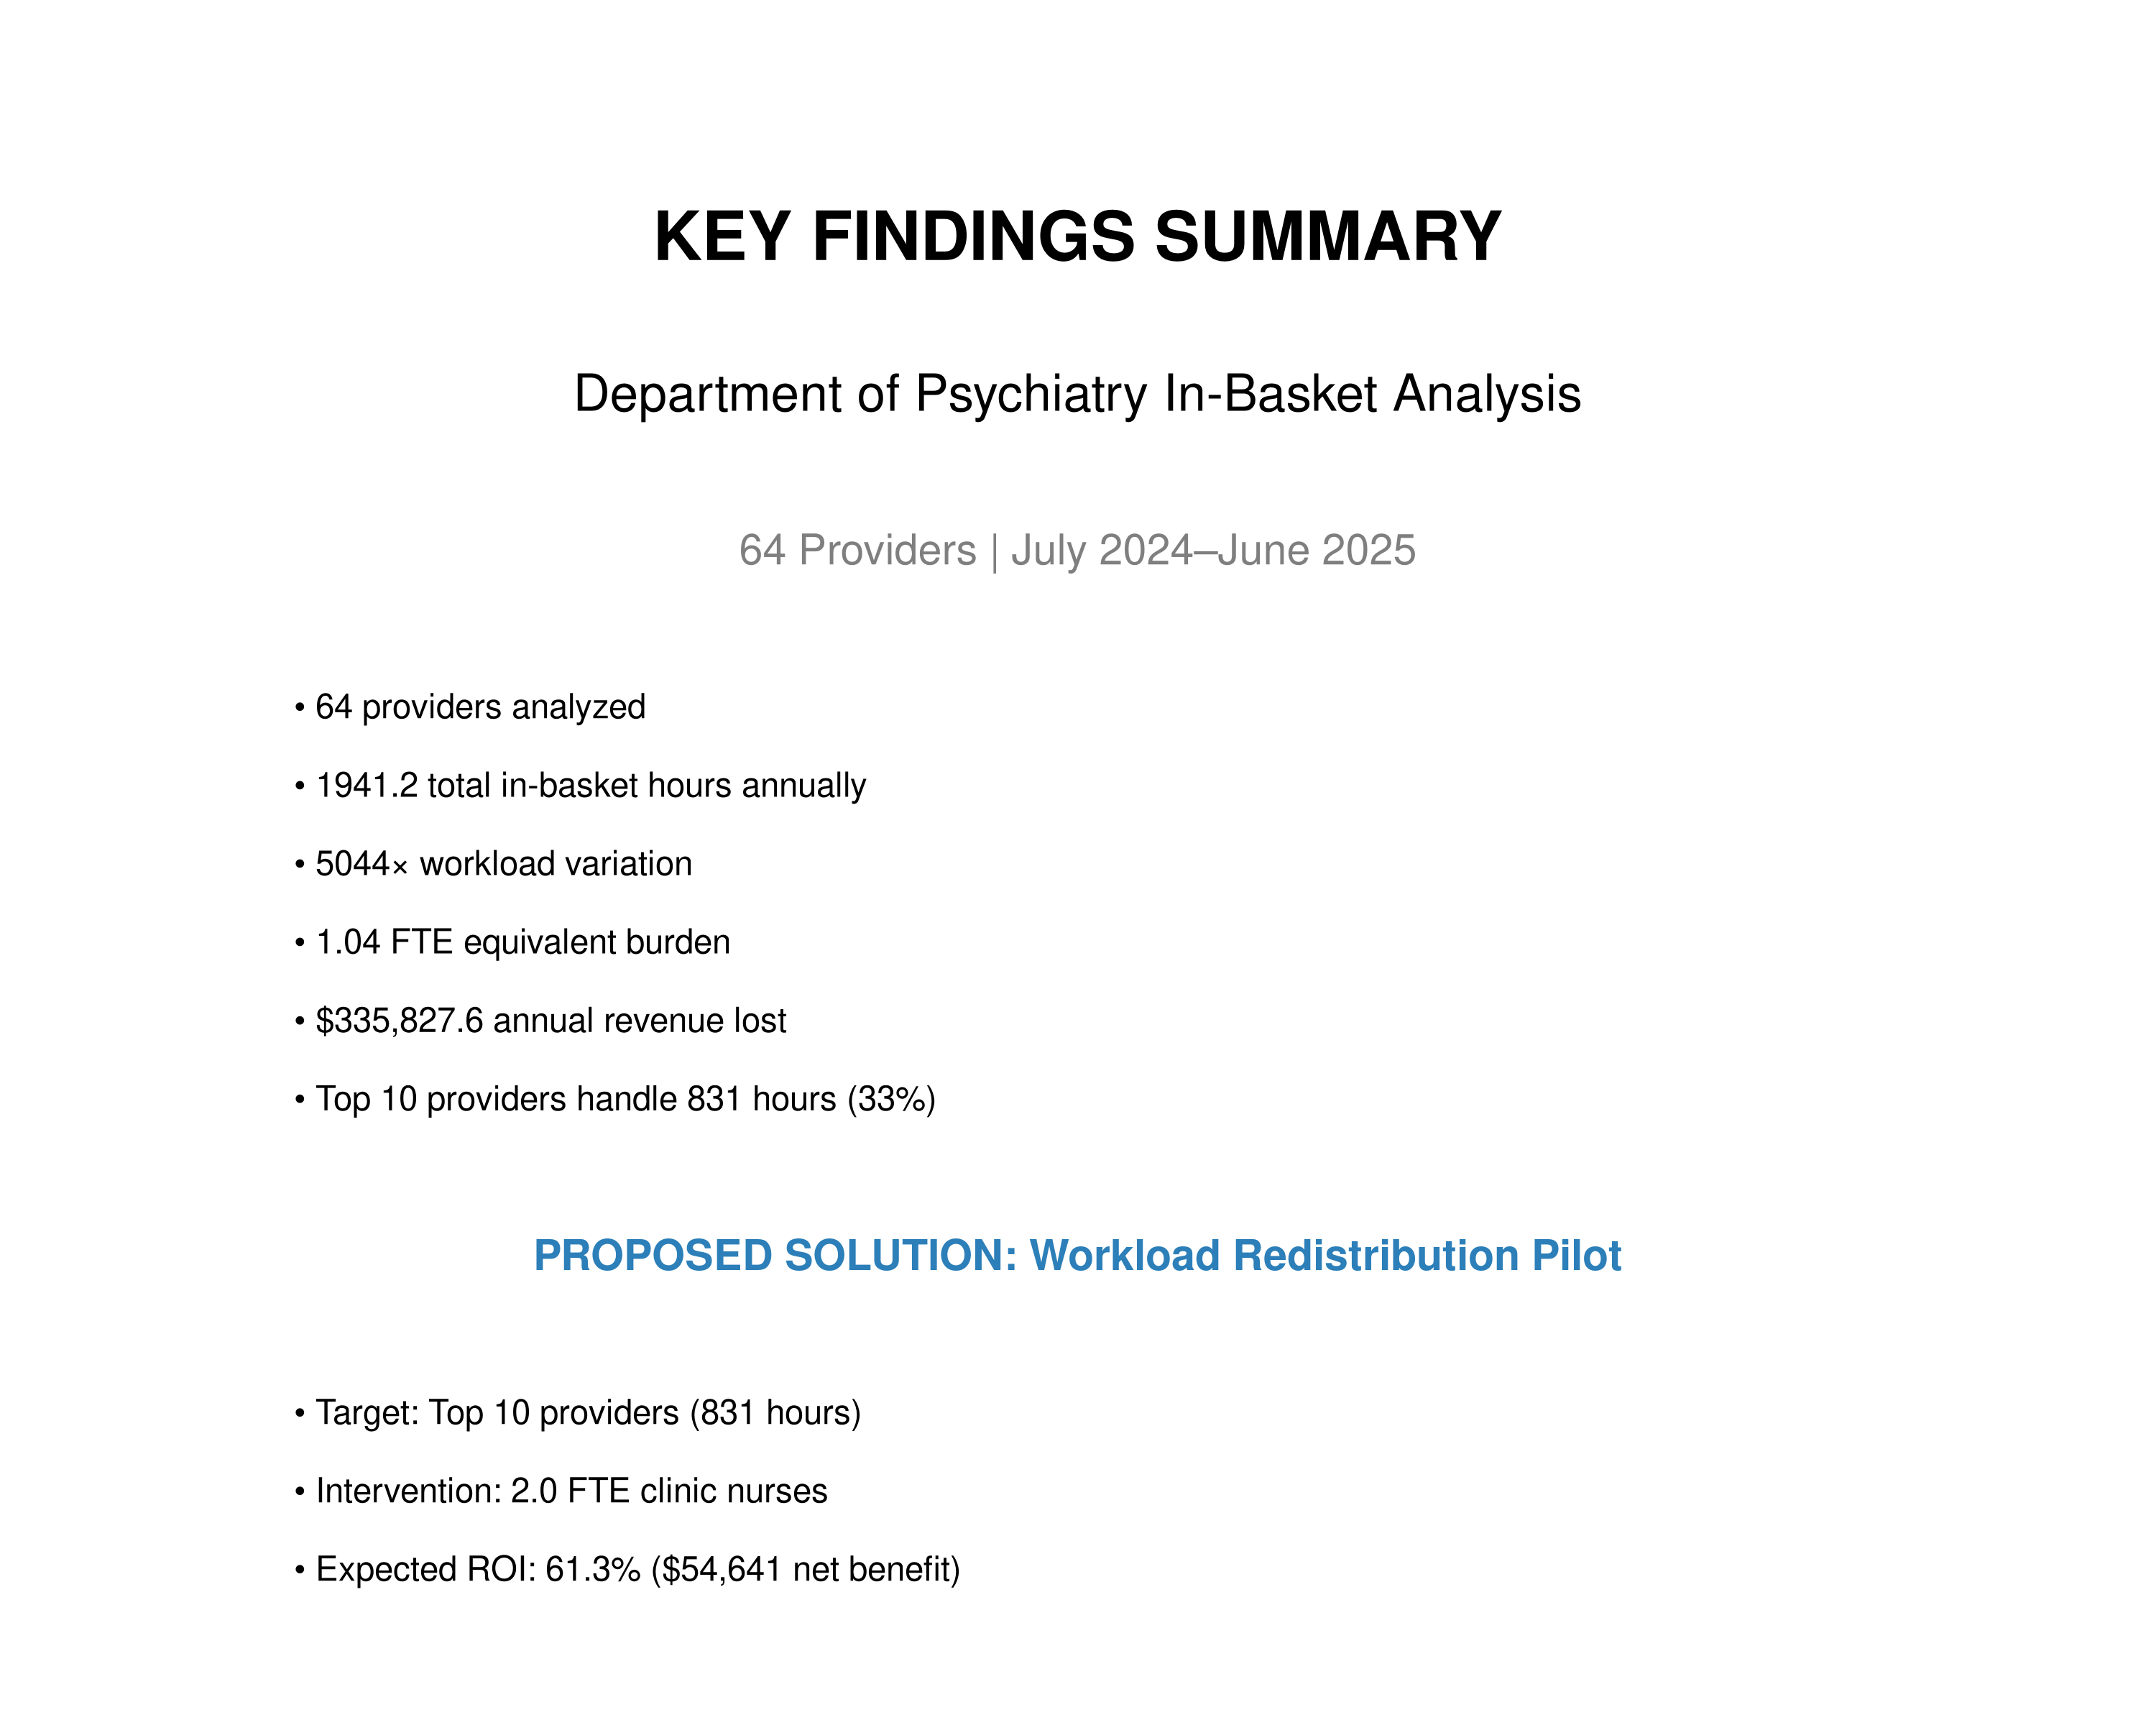 KEY FINDINGS SUMMARY
Department of Psychiatry In-Basket Analysis
64 Providers | July 2024–June 2025
• 64 providers analyzed
• 1941.2 total in-basket hours annually
• 5044× workload variation
• 1.04 FTE equivalent burden
• $335,827.6 annual revenue lost
• Top 10 providers handle 831 hours (33%)
PROPOSED SOLUTION: Workload Redistribution Pilot
• Target: Top 10 providers (831 hours)
• Intervention: 2.0 FTE clinic nurses
• Expected ROI: 61.3% ($54,641 net benefit)